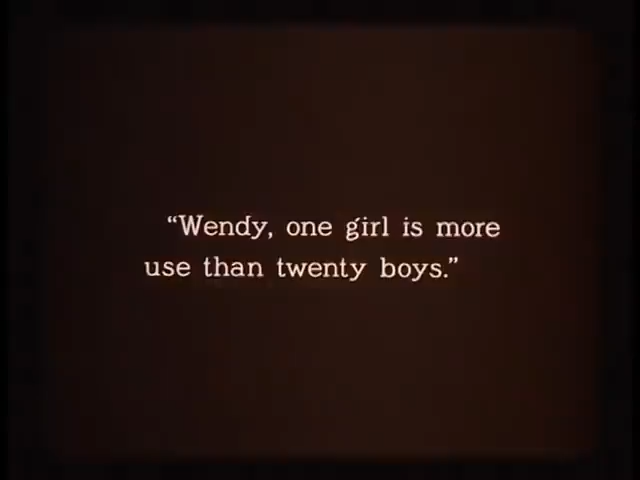 “Wendy, one girl is more
use than twenty boys.”